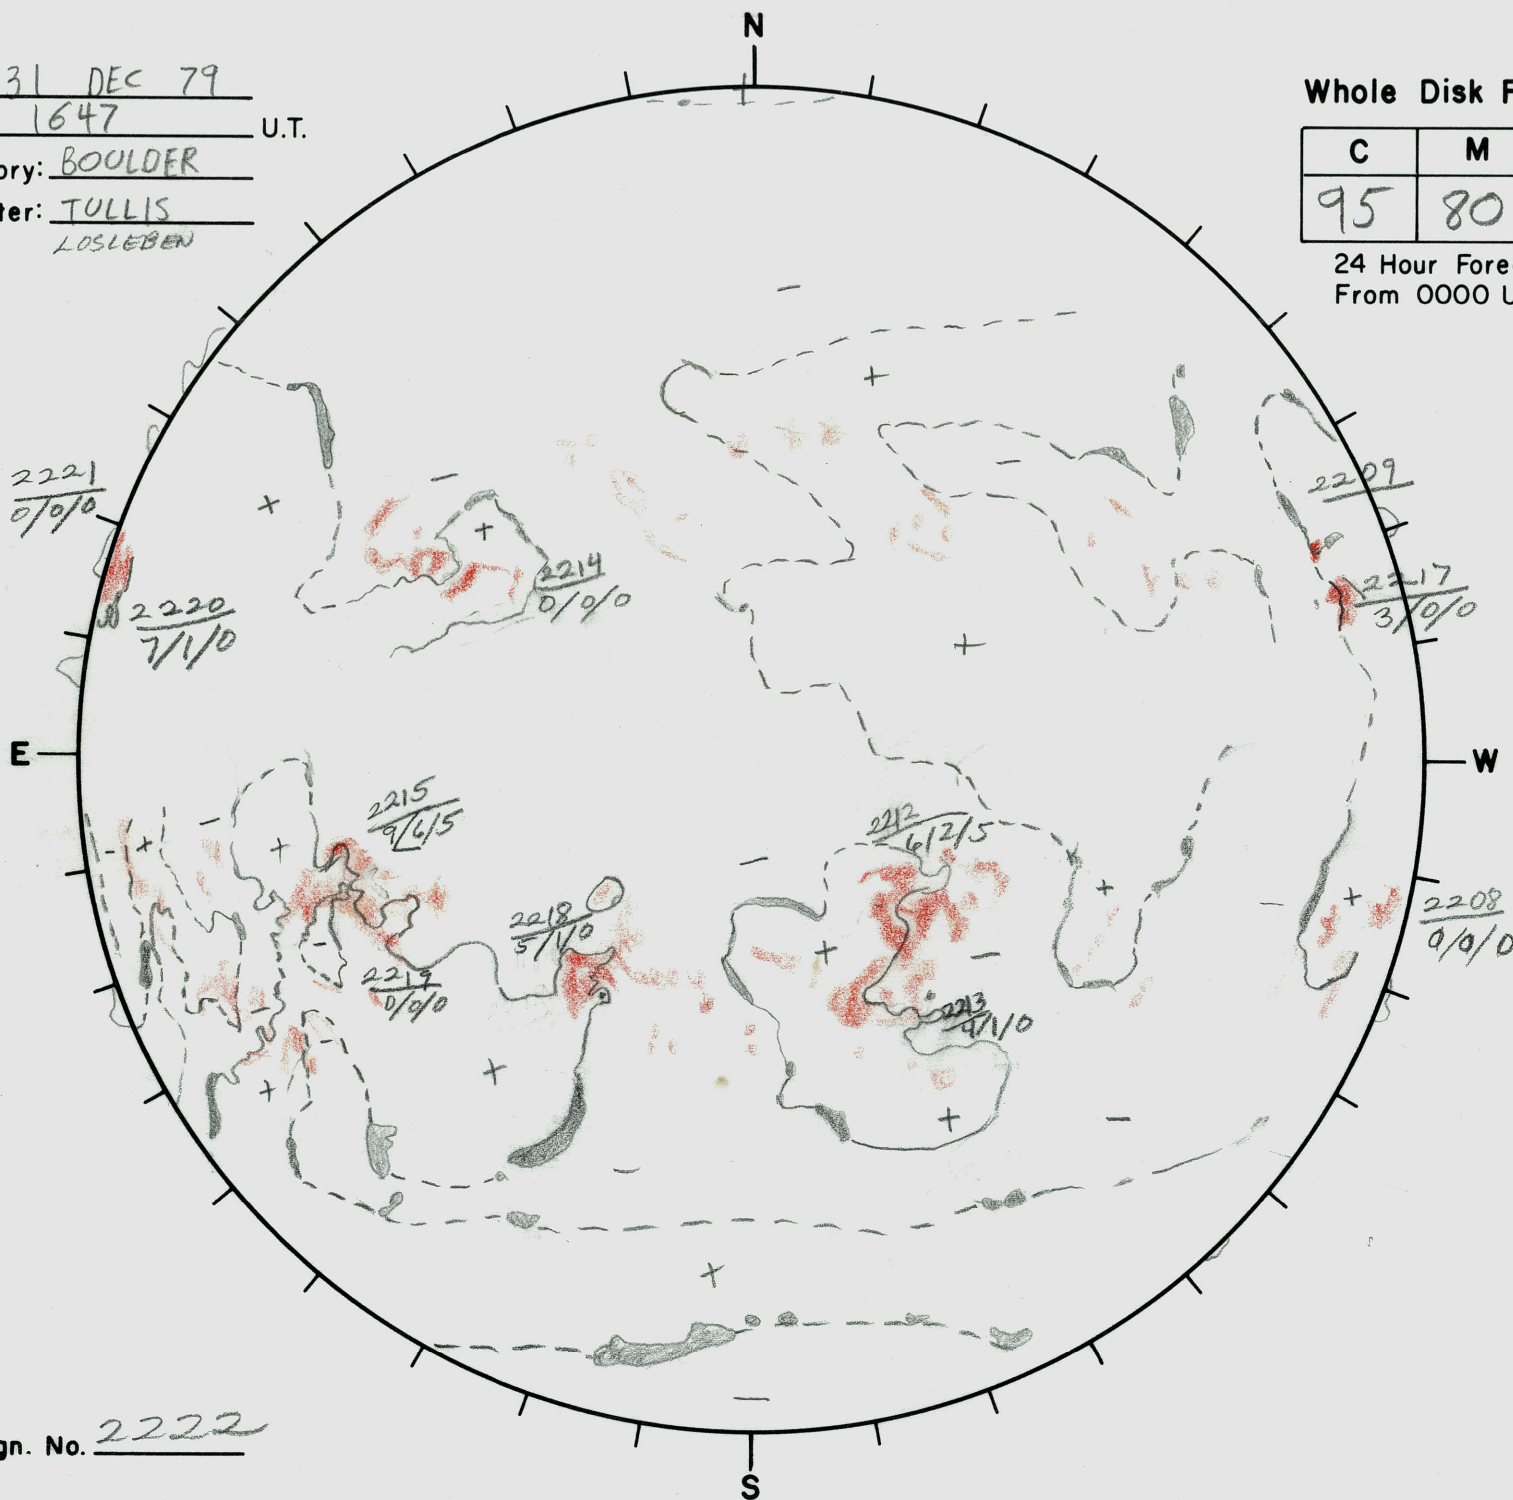 N
31 DEC 79
1647 U.T.
ory: BOULDER
ter: TULLIS
LOSLEBEN
Whole Disk F
C M
95 80
24 Hour Fore
From 0000 U
2221
0/0/0
2209
2214
0/0/0
2217
3/0/0
2220
7/1/0
E
W
2215
9/6/5
2212
6/2/5
2218
5/1/0
2208
0/0/0
2219
0/0/0
2213
4/1/0
gn. No. 2222
S